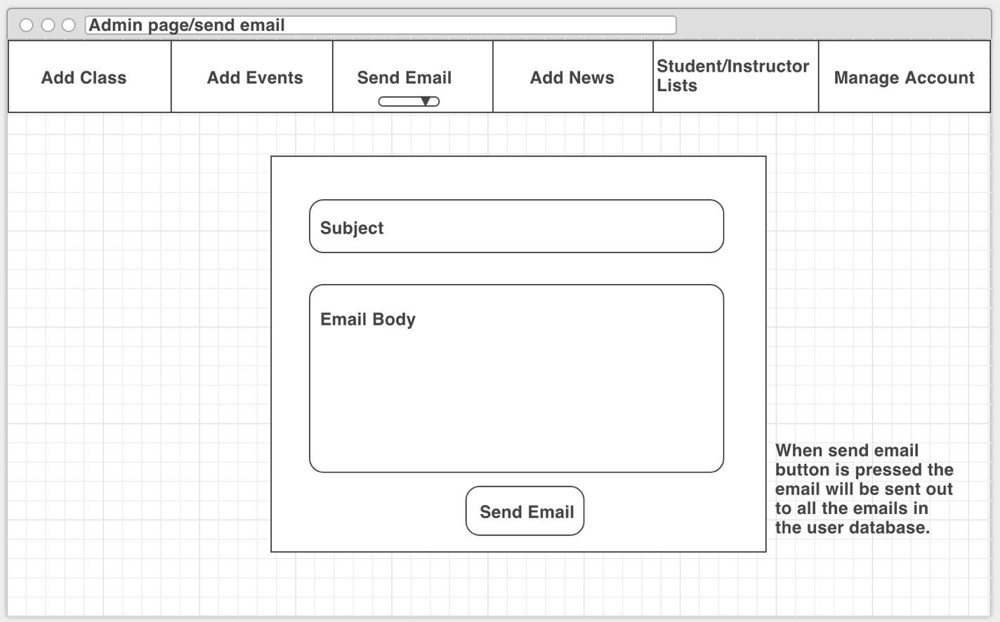 Admin page/send email
Add Class
Add Events
Send Email
Add News
Student/Instructor
Lists
Manage Account
Subject
Email Body
Send Email
When send email
button is pressed the
email will be sent out
to all the emails in
the user database.